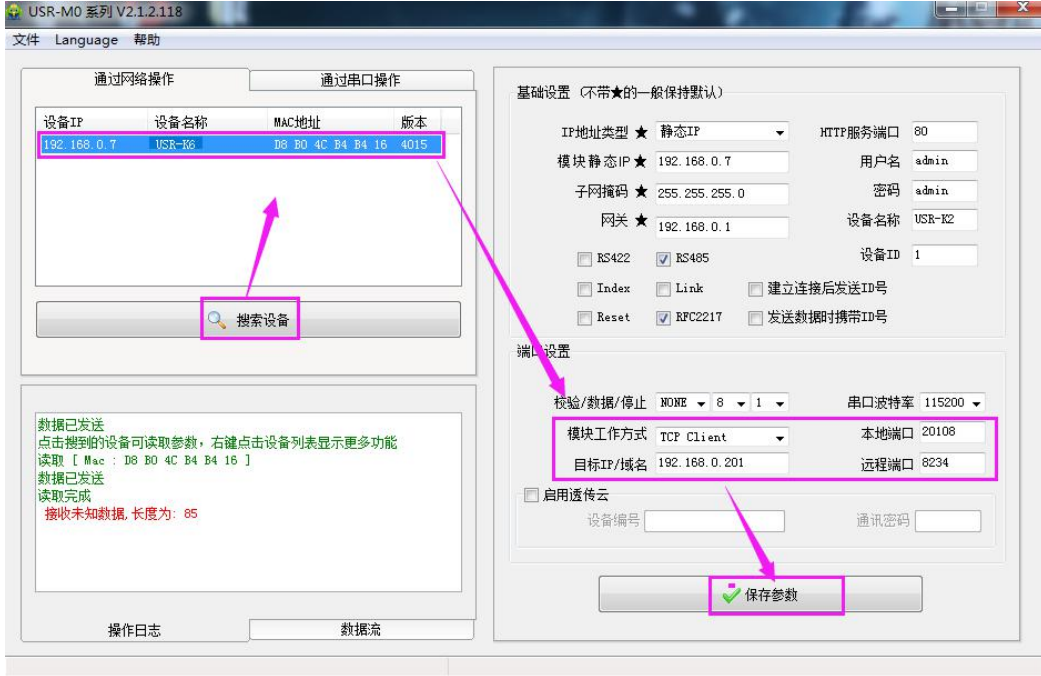 USR-M0 系列 V2.1.2.118
文件 Language 帮助
通过网络操作 通过串口操作
设备IP 设备名称 MAC地址 版本
192.168.0.7 USR-K6 D8 B0 4C B4 B4 16 4015
搜索设备
数据已发送
点击搜到的设备可读取参数，右键点击设备列表显示更多功能
读取 [ Mac : D8 B0 4C B4 B4 16 ]
数据已发送
读取完成
接收未知数据,长度为: 85
操作日志 数据流
基础设置 (不带★的一般保持默认)
IP地址类型 ★ 静态IP HTTP服务端口 80
模块静态IP ★ 192.168.0.7 用户名 admin
子网掩码 ★ 255.255.255.0 密码 admin
网关 ★ 192.168.0.1 设备名称 USR-K2
RS422 RS485 设备ID 1
Index Link 建立连接后发送ID号
Reset RFC2217 发送数据时携带ID号
端口设置
校验/数据/停止 NONE 8 1 串口波特率 115200
模块工作方式 TCP Client 本地端口 20108
目标IP/域名 192.168.0.201 远程端口 8234
启用透传云
设备编号 通讯密码
保存参数